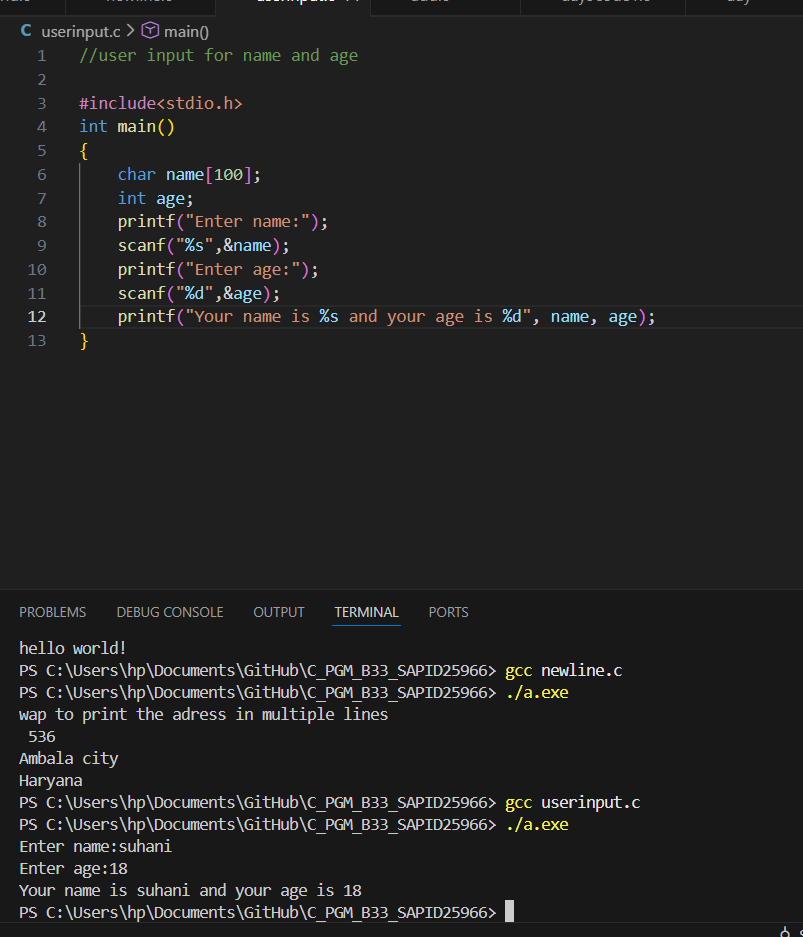 C userinput.c > main()
1 //user input for name and age
2
3 #include<stdio.h>
4 int main()
5 {
6 char name[100];
7 int age;
8 printf("Enter name:");
9 scanf("%s",&name);
10 printf("Enter age:");
11 scanf("%d",&age);
12 printf("Your name is %s and your age is %d", name, age);
13 }
PROBLEMS DEBUG CONSOLE OUTPUT TERMINAL PORTS
hello world!
PS C:\Users\hp\Documents\GitHub\C_PGM_B33_SAPID25966> gcc newline.c
PS C:\Users\hp\Documents\GitHub\C_PGM_B33_SAPID25966> ./a.exe
wap to print the adress in multiple lines
 536
Ambala city
Haryana
PS C:\Users\hp\Documents\GitHub\C_PGM_B33_SAPID25966> gcc userinput.c
PS C:\Users\hp\Documents\GitHub\C_PGM_B33_SAPID25966> ./a.exe
Enter name:suhani
Enter age:18
Your name is suhani and your age is 18
PS C:\Users\hp\Documents\GitHub\C_PGM_B33_SAPID25966>